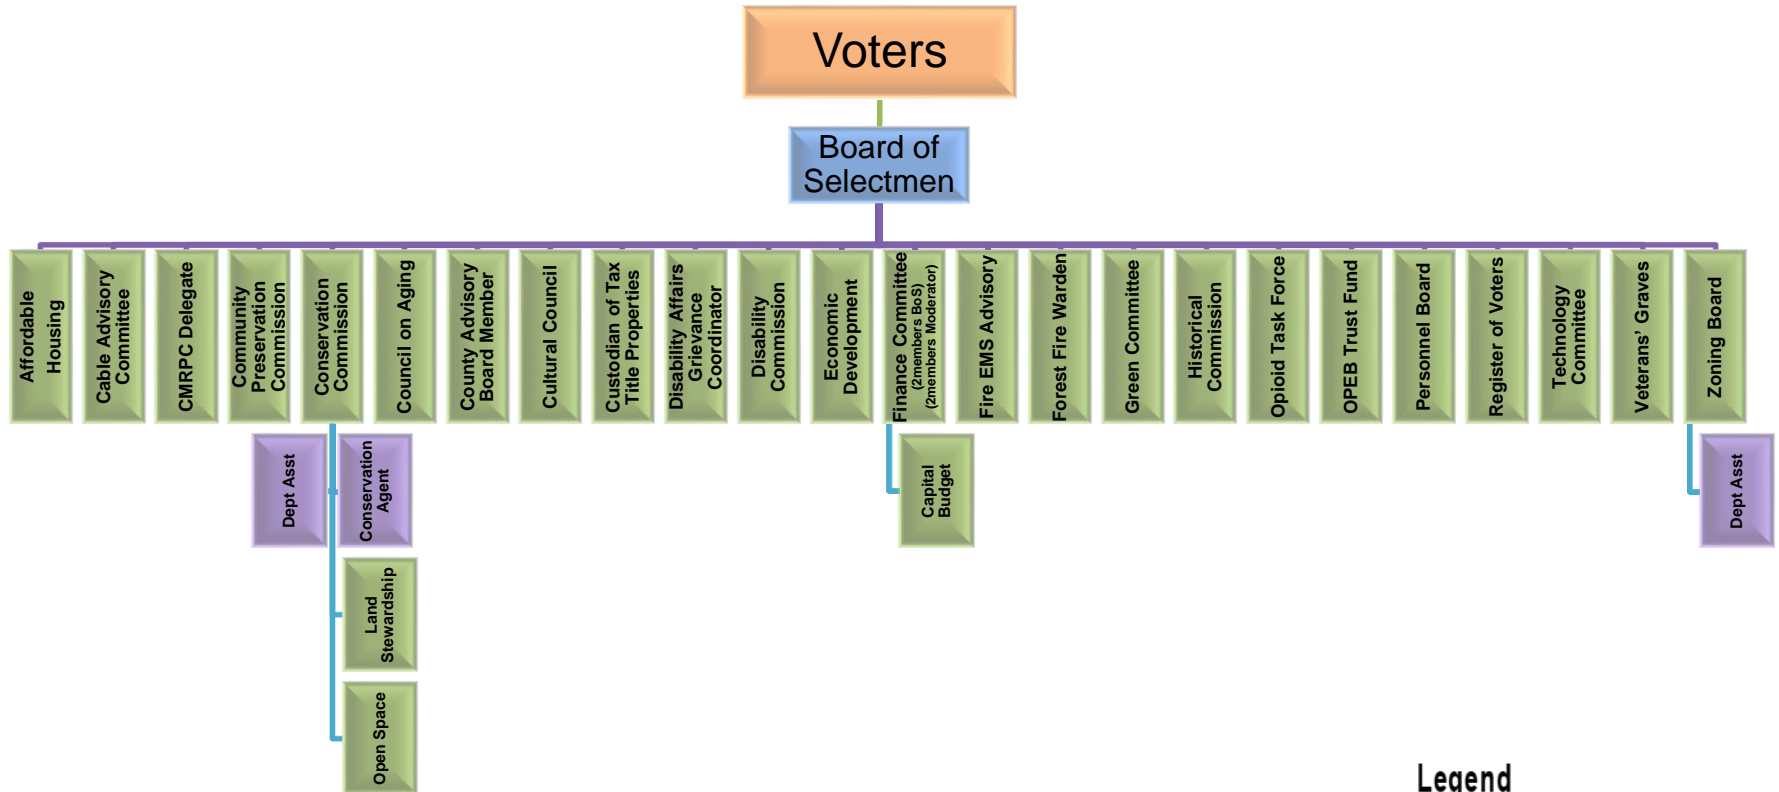 Voters
Board of
Selectmen
Affordable
Housing
Cable Advisory
Committee
CMRPC Delegate
Community
Preservation
Commission
Conservation
Commission
Council on Aging
County Advisory
Board Member
Cultural Council
Custodian of Tax
Title Properties
Disability Affairs
Grievance
Coordinator
Disability
Commission
Economic
Development
Finance Committee
(2members BoS)
(2members Moderator)
Fire EMS Advisory
Forest Fire Warden
Green Committee
Historical
Commission
Opioid Task Force
OPEB Trust Fund
Personnel Board
Register of Voters
Technology
Committee
Veterans’ Graves
Zoning Board
Dept Asst
Conservation
Agent
Capital
Budget
Dept Asst
Land
Stewardship
Open Space
Legend